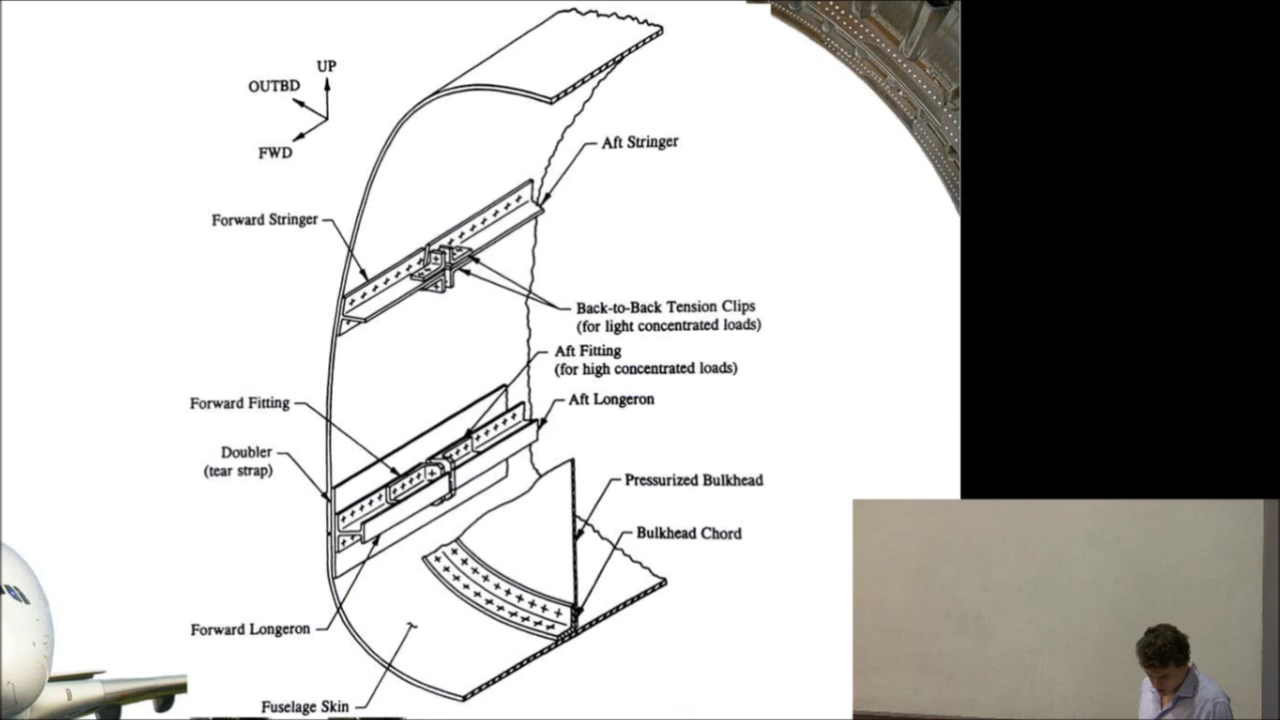 UP
OUTBD
FWD
Aft Stringer
Forward Stringer
Back-to-Back Tension Clips
(for light concentrated loads)
Aft Fitting
(for high concentrated loads)
Aft Longeron
Forward Fitting
Doubler
(tear strap)
Pressurized Bulkhead
Bulkhead Chord
Forward Longeron
Fuselage Skin